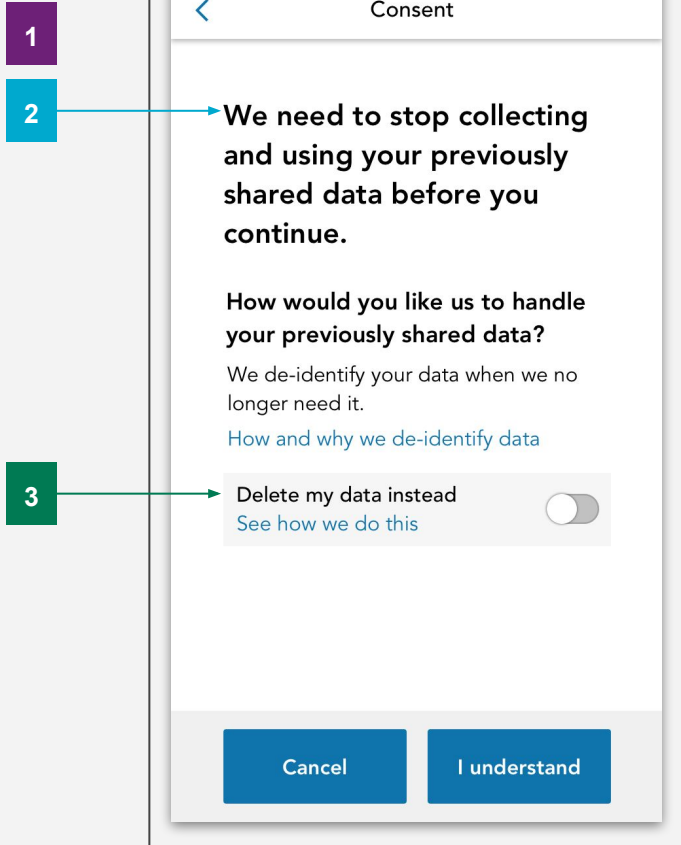 1
Consent
2
We need to stop collecting
and using your previously
shared data before you
continue.
How would you like us to handle
your previously shared data?
We de-identify your data when we no
longer need it.
How and why we de-identify data
3
Delete my data instead
See how we do this
Cancel
I understand